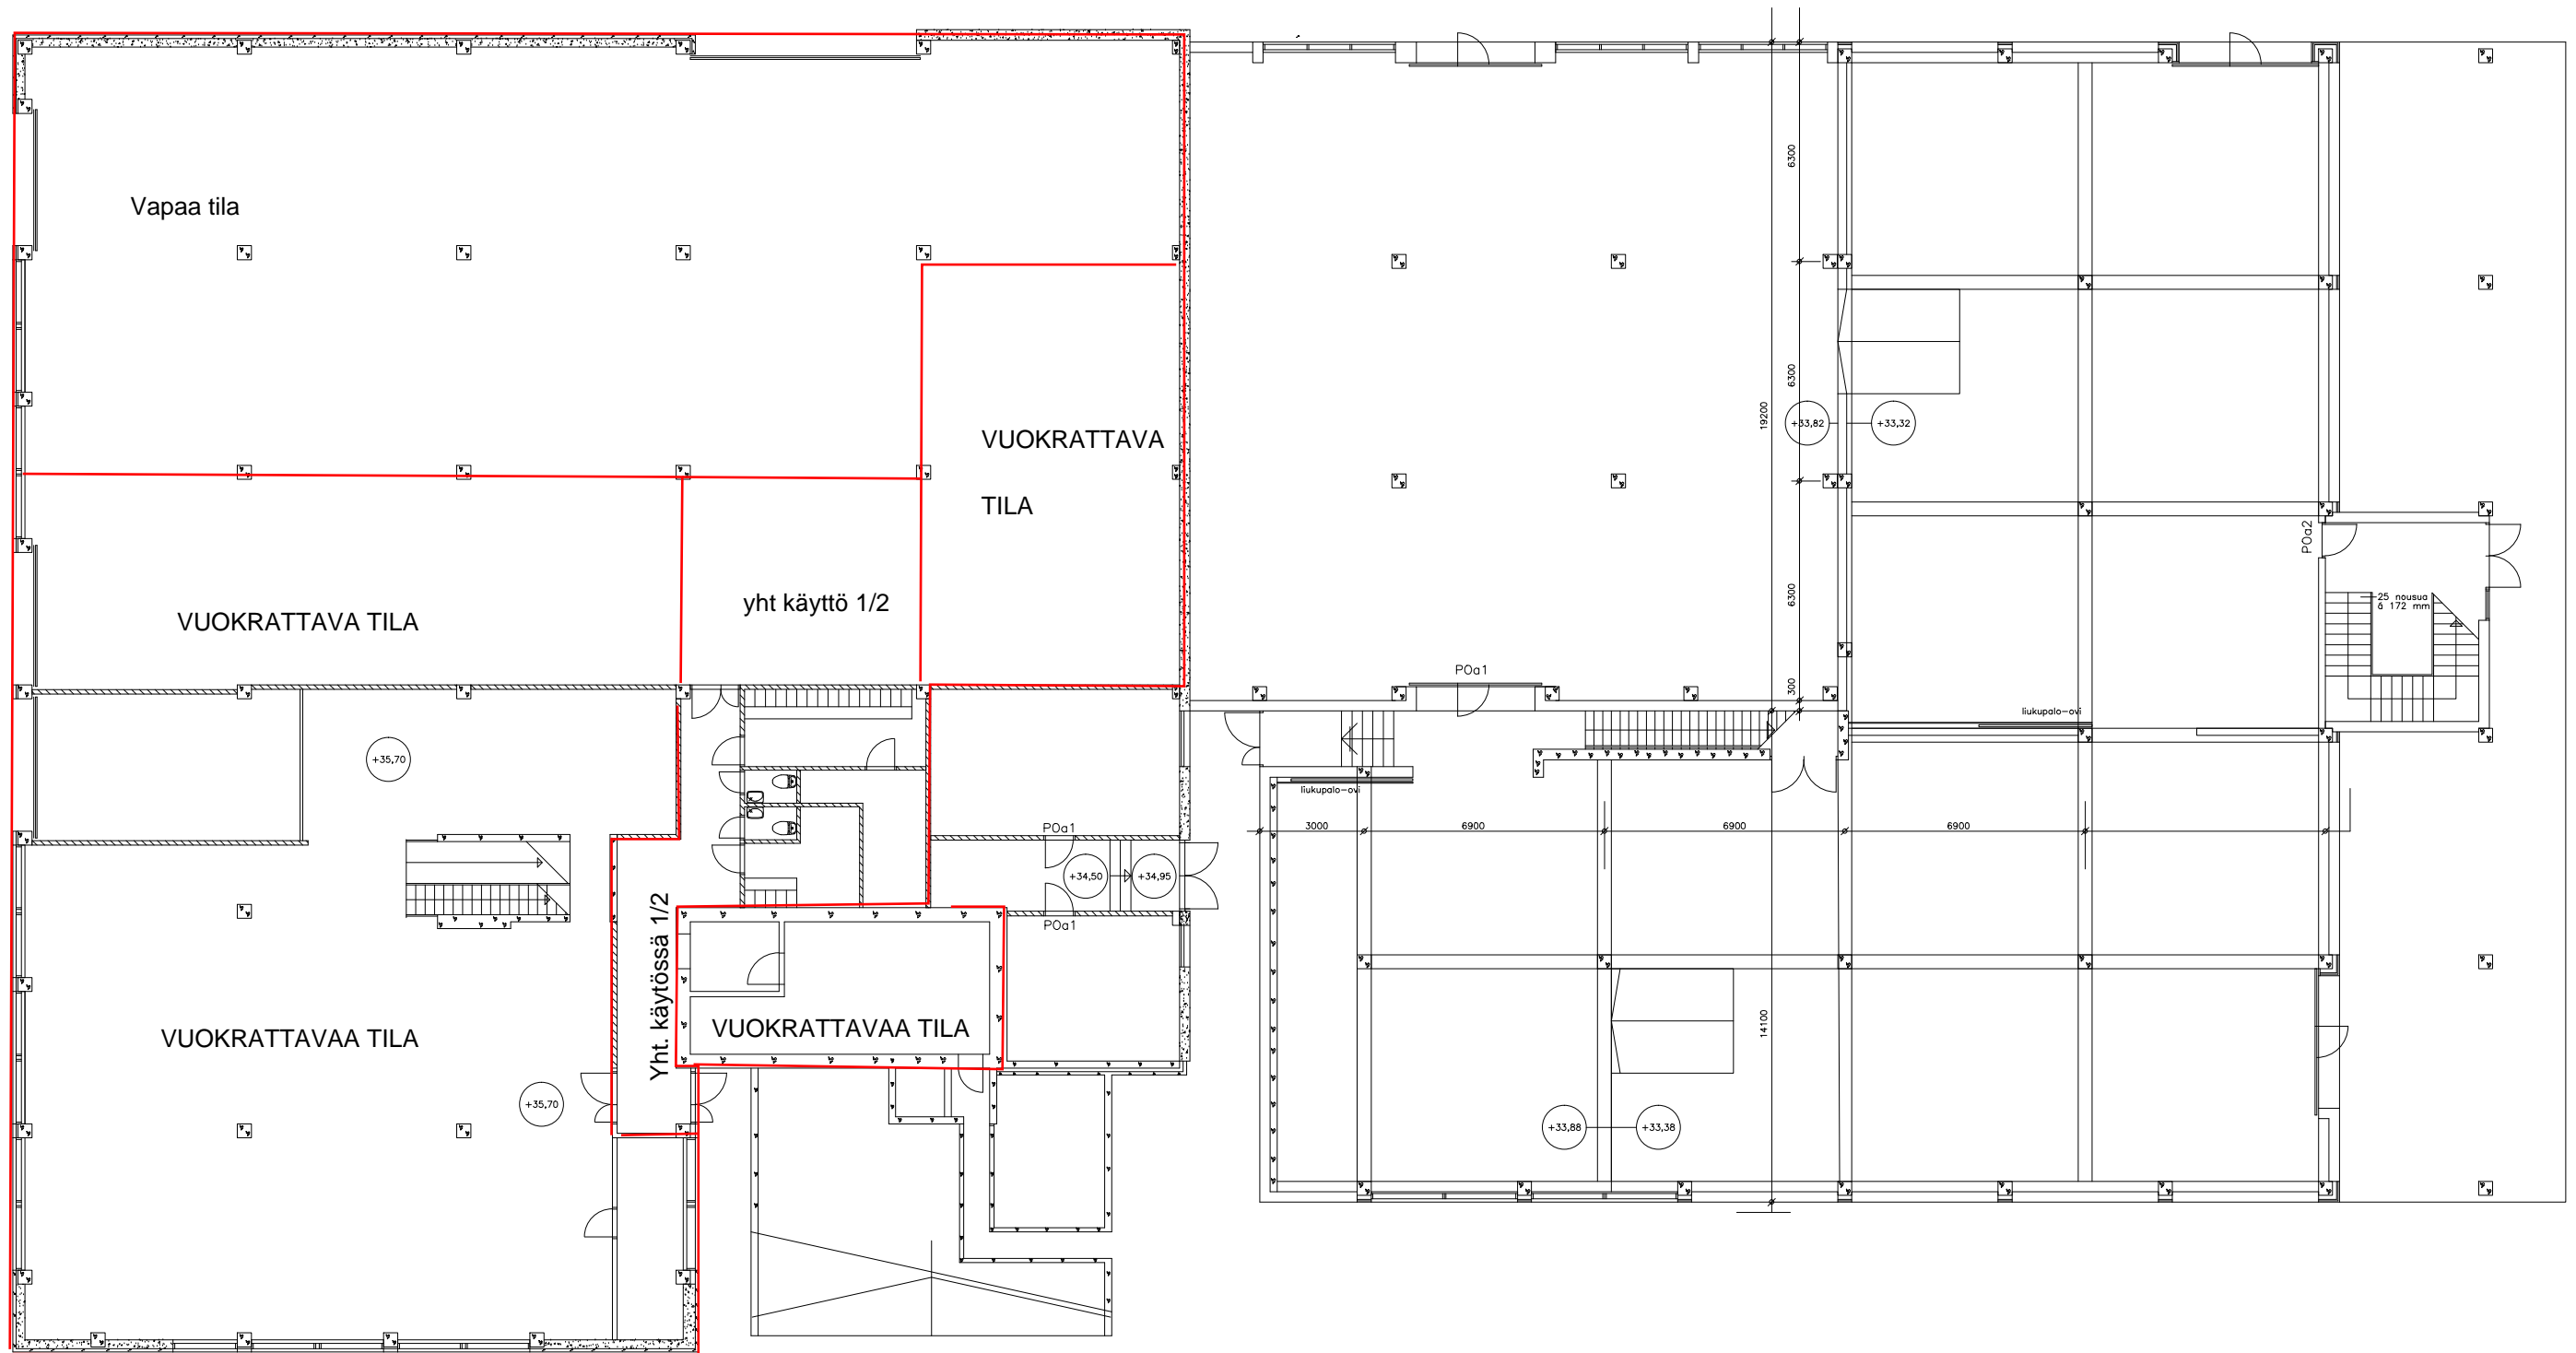 Vapaa tila
VUOKRATTAVA
TILA
VUOKRATTAVA TILA
yht käyttö 1/2
+35,70
VUOKRATTAVAA TILA
+35,70
Yht. käytössä 1/2
VUOKRATTAVAA TILA
POa1
+34,50
+34,95
POa1
6300
6300
19200
+33,82
+33,32
6300
300
POa1
POa2
25 nousua
á 172 mm
liukupalo-ovi
liukupalo-ovi
3000
6900
6900
6900
14100
+33,88
+33,38